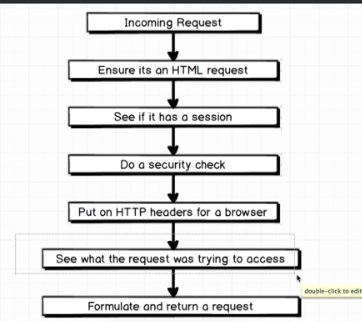 Incoming Request
Ensure its an HTML request
See if it has a session
Do a security check
Put on HTTP headers for a browser
See what the request was trying to access
double-click to edit
Formulate and return a request